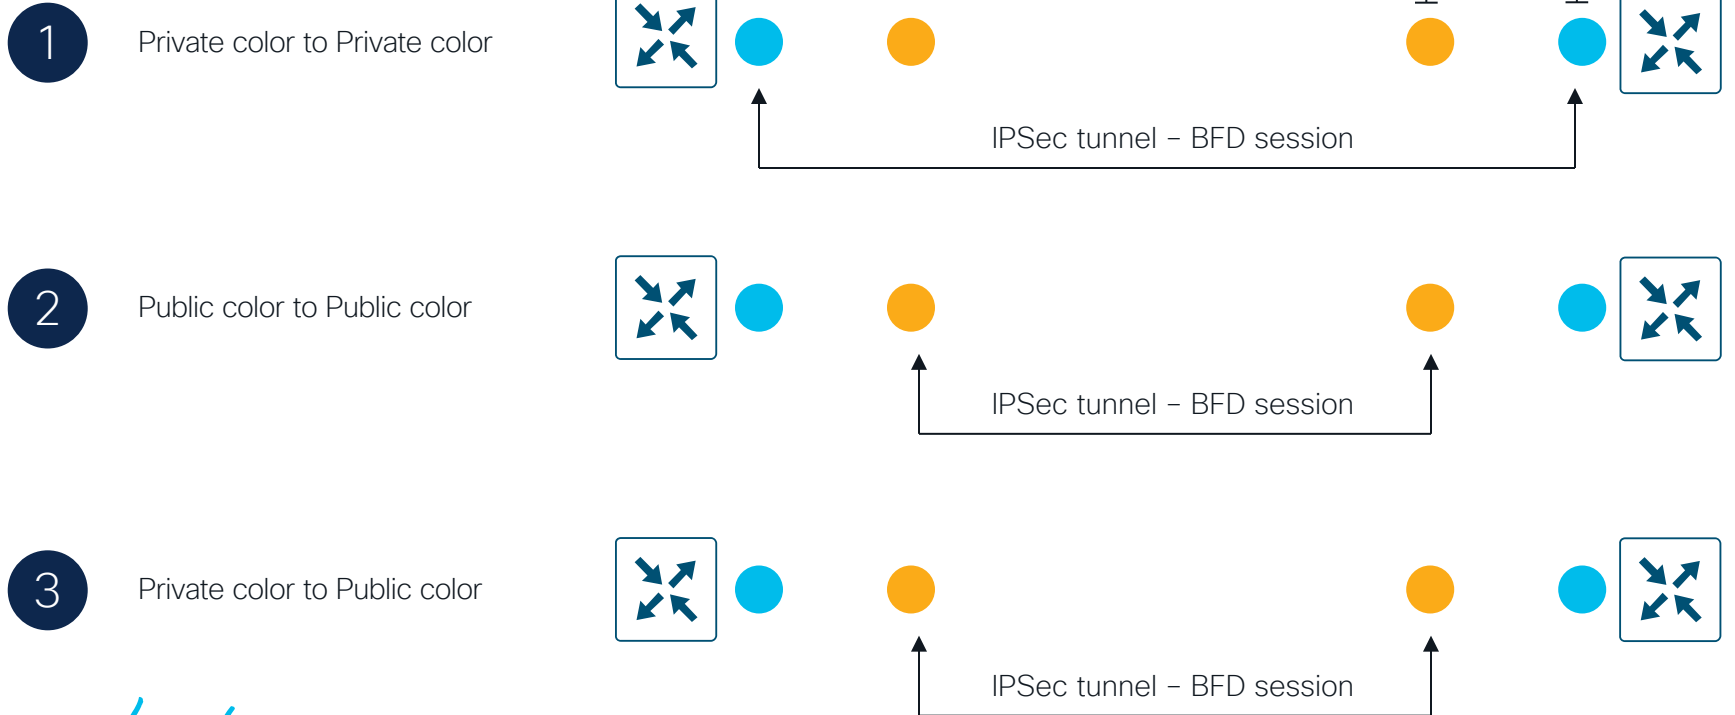 1
Private color to Private color
IPSec tunnel – BFD session
2
Public color to Public color
IPSec tunnel – BFD session
3
Private color to Public color
IPSec tunnel – BFD session